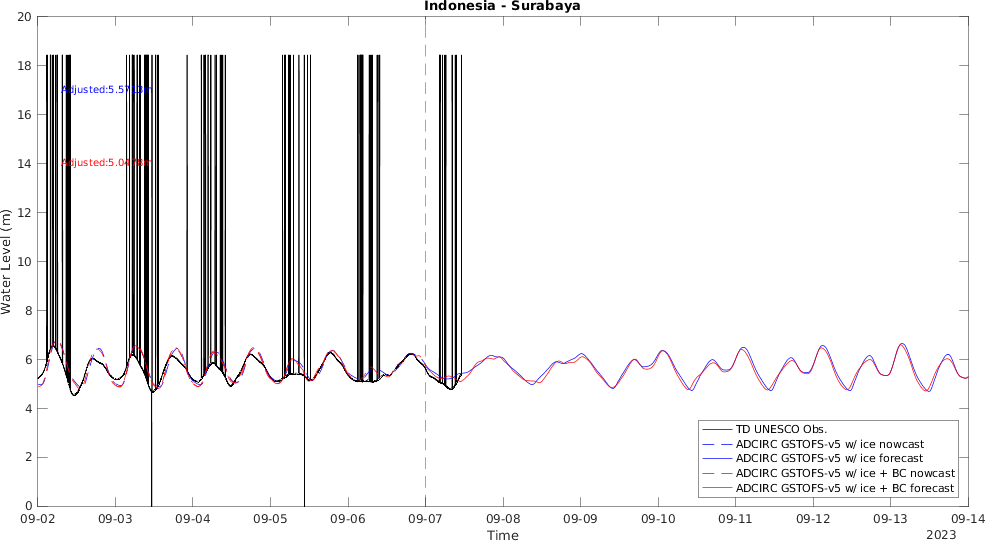 Indonesia - Surabaya
20
18
16
14
12
10
8
6
4
2
0
Water Level (m)
TD UNESCO Obs.
ADCIRC GSTOFS-v5 w/ ice nowcast
ADCIRC GSTOFS-v5 w/ ice forecast
ADCIRC GSTOFS-v5 w/ ice + BC nowcast
ADCIRC GSTOFS-v5 w/ ice + BC forecast
09-02 09-03 09-04 09-05 09-06 09-07 09-08 09-09 09-10 09-11 09-12 09-13 09-14
Time
2023